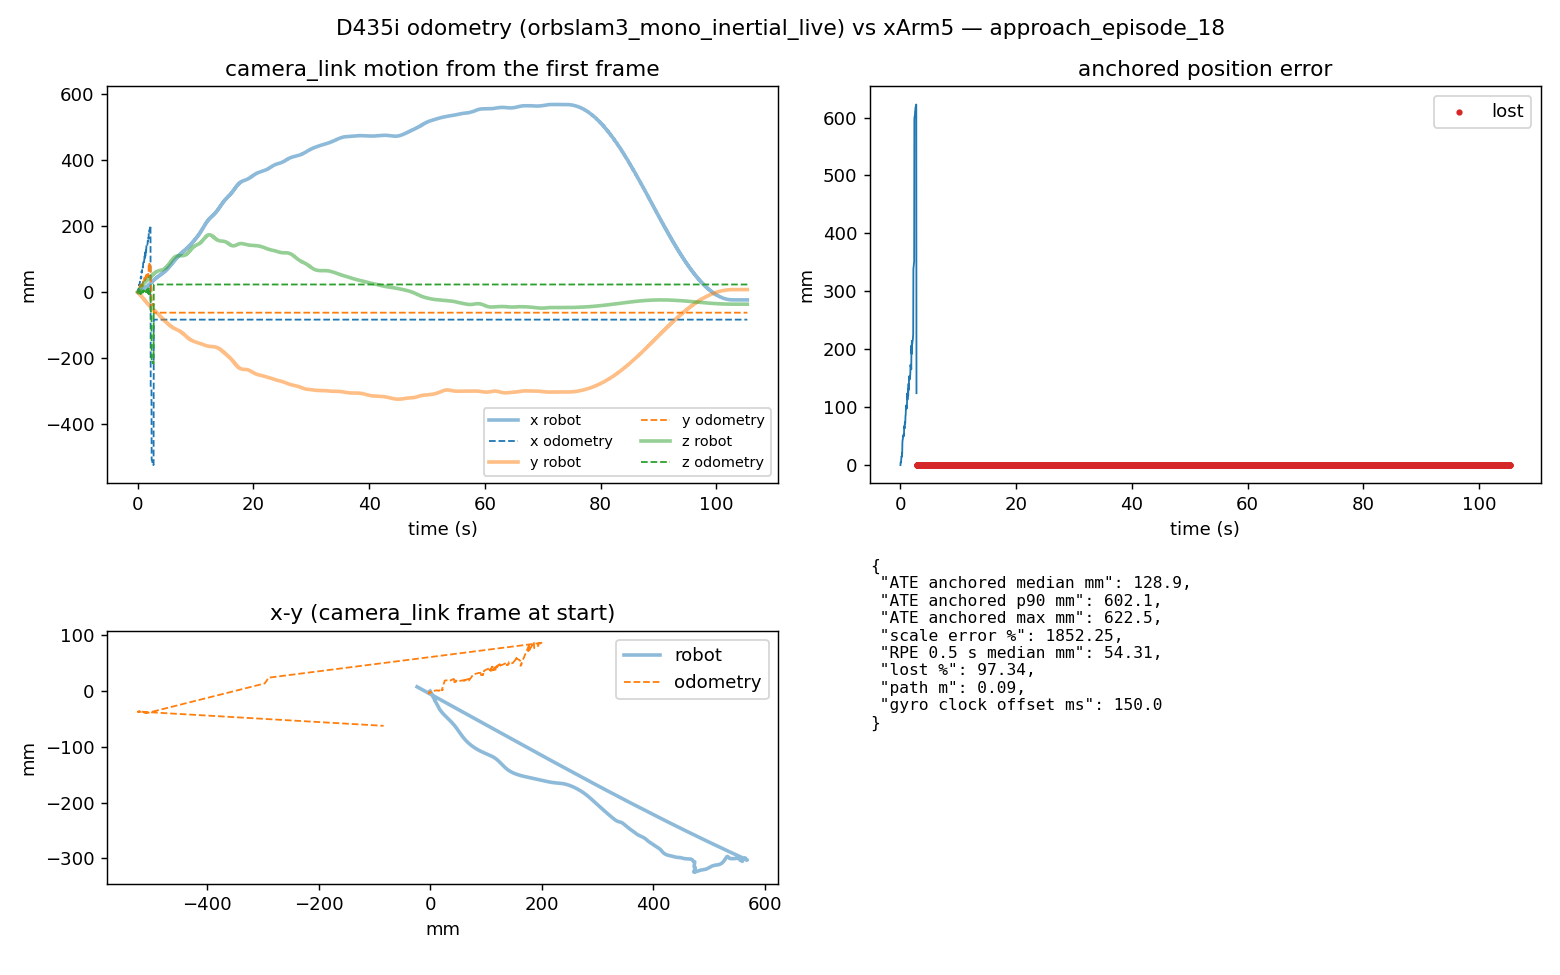 D435i odometry (orbslam3_mono_inertial_live) vs xArm5 — approach_episode_18
camera_link motion from the first frame
600
400
200
0
−200
−400
mm
0 20 40 60 80 100
time (s)
x robot
x odometry
y robot
y odometry
z robot
z odometry
anchored position error
600
500
400
300
200
100
0
mm
0 20 40 60 80 100
time (s)
lost
x-y (camera_link frame at start)
100
0
−100
−200
−300
mm
−400 −200 0 200 400 600
mm
robot
odometry
{
"ATE anchored median mm": 128.9,
"ATE anchored p90 mm": 602.1,
"ATE anchored max mm": 622.5,
"scale error %": 1852.25,
"RPE 0.5 s median mm": 54.31,
"lost %": 97.34,
"path m": 0.09,
"gyro clock offset ms": 150.0
}